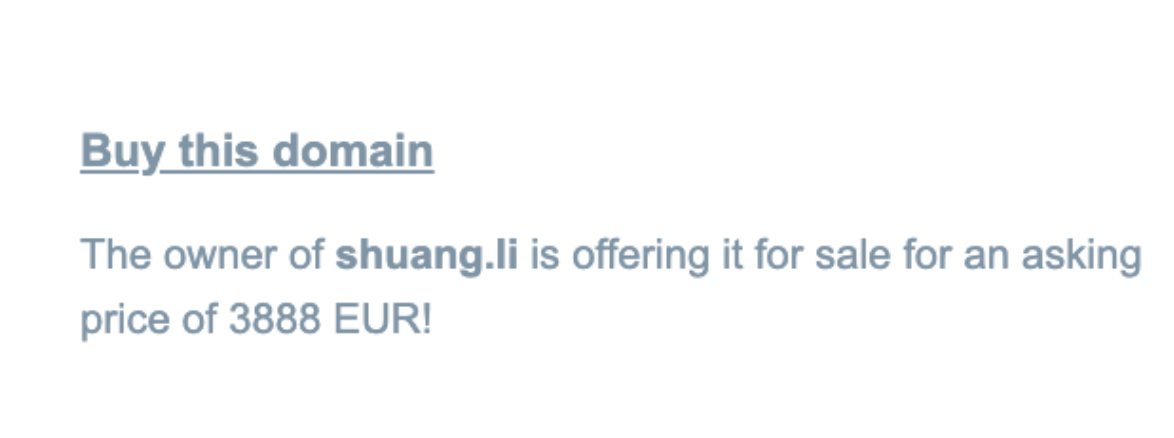 Buy this domain
The owner of shuang.li is offering it for sale for an asking
price of 3888 EUR!